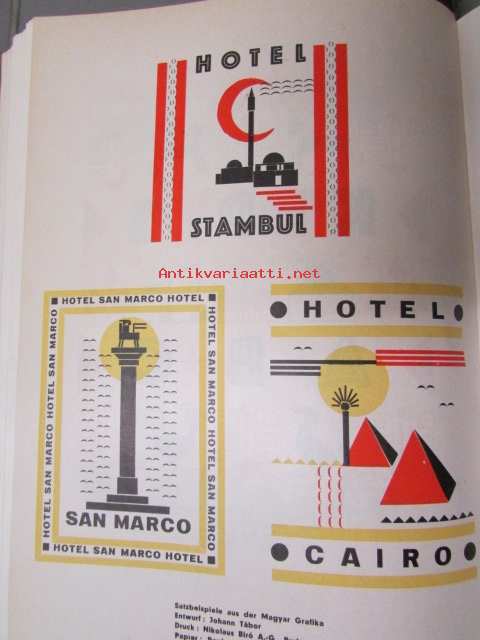 HOTEL
STAMBUL
Antikvariaatti.net
HOTEL SAN MARCO HOTEL
HOTEL SAN MARCO HOTEL SAN MARCO
HOTEL SAN MARCO HOTEL SAN MARCO
SAN MARCO
HOTEL SAN MARCO HOTEL
HOTEL
CAIRO
Satzbeispiele aus der Magyar Grafika
Entwurf: Johann Tábor
Druck: Nikolaus Biró A.-G.
Papier: